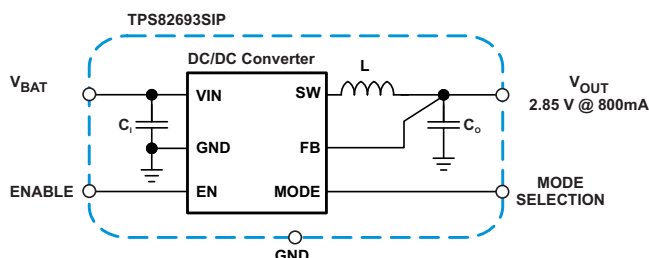 TPS82693SIP
DC/DC Converter
L
VBAT
VIN
SW
VOUT
2.85 V @ 800mA
CI
CO
GND
FB
ENABLE
EN
MODE
MODE
SELECTION
GND